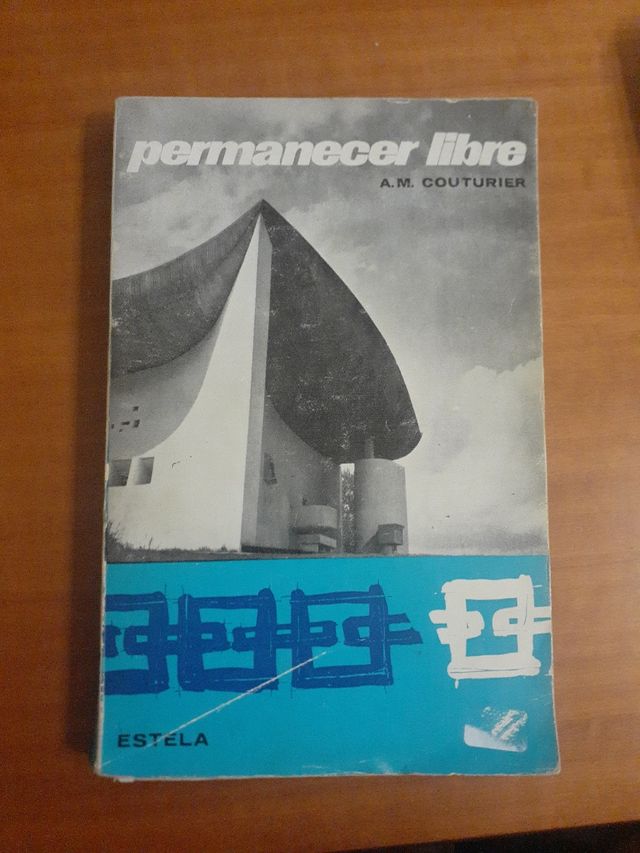 permanecer libre
A.M. COUTURIER
ESTELA